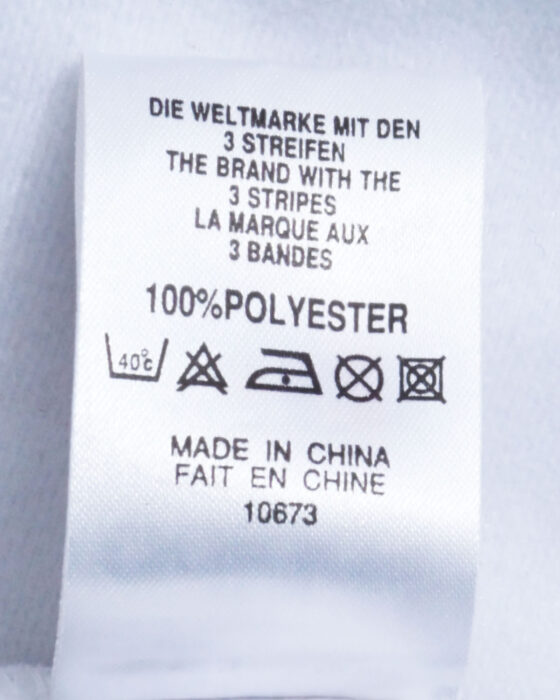 DIE WELTMARKE MIT DEN
3 STREIFEN
THE BRAND WITH THE
3 STRIPES
LA MARQUE AUX
3 BANDES
100%POLYESTER
40°c
MADE IN CHINA
FAIT EN CHINE
10673